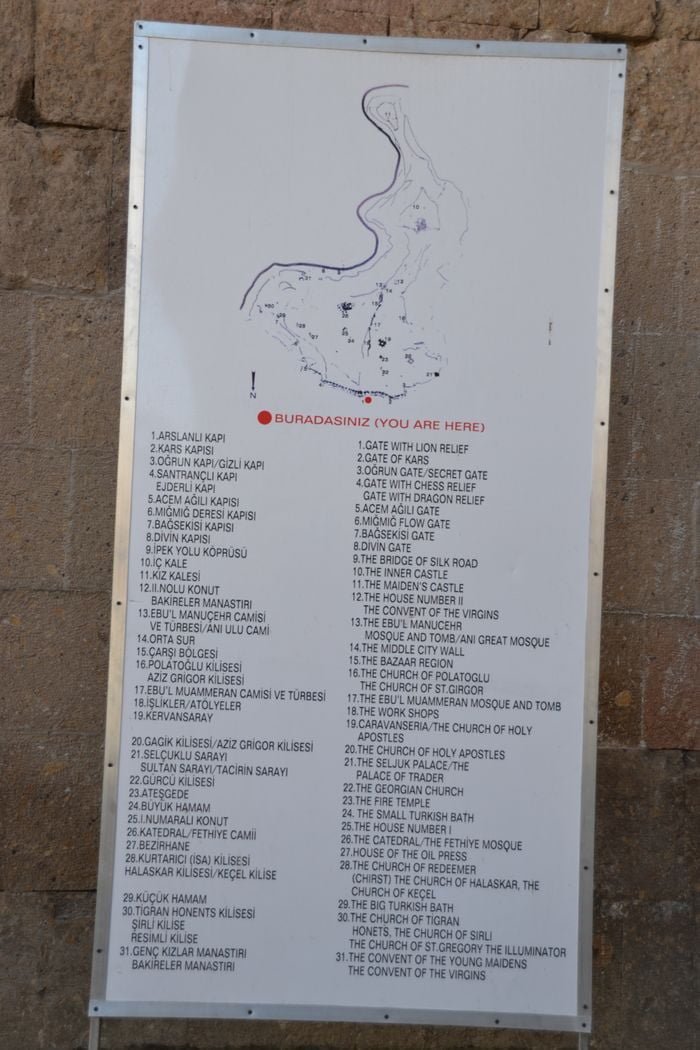 N
BURADASINIZ (YOU ARE HERE)
1.ARSLANLI KAPI
2.KARS KAPISI
3.OĞRUN KAPI/GİZLİ KAPI
4.SANTRANÇLI KAPI
EJDERLİ KAPI
5.ACEM AĞILI KAPISI
6.MIĞMIĞ DERESİ KAPISI
7.BAĞSEKİSİ KAPISI
8.DİVİN KAPISI
9.İPEK YOLU KÖPRÜSÜ
10.İÇ KALE
11.KIZ KALESİ
12.II.NOLU KONUT
BAKİRELER MANASTIRI
13.EBU'L MANUÇEHR CAMİSİ
VE TÜRBESİ/ANI ULU CAMİ
14.ORTA SUR
15.ÇARŞI BÖLGESİ
16.POLATOĞLU KİLİSESİ
AZİZ GRİGOR KİLİSESİ
17.EBU'L MUAMMERAN CAMİSİ VE TÜRBESİ
18.İŞLİKLER/ATÖLYELER
19.KERVANSARAY
20.GAGİK KİLİSESİ/AZİZ GRİGOR KİLİSESİ
21.SELÇUKLU SARAYI
SULTAN SARAYI/TACİRİN SARAYI
22.GÜRCÜ KİLİSESİ
23.ATEŞGEDE
24.BÜYÜK HAMAM
25.I.NUMARALI KONUT
26.KATEDRAL/FETHİYE CAMİİ
27.BEZİRHANE
28.KURTARICI (İSA) KİLİSESİ
HALASKAR KİLİSESİ/KEÇEL KİLİSE
29.KÜÇÜK HAMAM
30.TİGRAN HONENTS KİLİSESİ
ŞİRLİ KİLİSE
RESİMLİ KİLİSE
31.GENÇ KIZLAR MANASTIRI
BAKİRELER MANASTIRI
1.GATE WITH LION RELIEF
2.GATE OF KARS
3.OĞRUN GATE/SECRET GATE
4.GATE WITH CHESS RELIEF
GATE WITH DRAGON RELIEF
5.ACEM AĞILI GATE
6.MIĞMIĞ FLOW GATE
7.BAĞSEKİSİ GATE
8.DİVİN GATE
9.THE BRIDGE OF SILK ROAD
10.THE INNER CASTLE
11.THE MAIDEN'S CASTLE
12.THE HOUSE NUMBER II
THE CONVENT OF THE VIRGINS
13.THE EBU'L MANUCEHR
MOSQUE AND TOMB/ANI GREAT MOSQUE
14.THE MIDDLE CITY WALL
15.THE BAZAAR REGION
16.THE CHURCH OF POLATOGLU
THE CHURCH OF ST.GIRGOR
17.THE EBU'L MUAMMERAN MOSQUE AND TOMB
18.THE WORK SHOPS
19.CARAVANSERIA/THE CHURCH OF HOLY
APOSTLES
20.THE CHURCH OF HOLY APOSTLES
21.THE SELJUK PALACE/THE
PALACE OF TRADER
22.THE GEORGIAN CHURCH
23.THE FIRE TEMPLE
24. THE SMALL TURKISH BATH
25.THE HOUSE NUMBER I
26.THE CATEDRAL/THE FETHİYE MOSQUE
27.HOUSE OF THE OIL PRESS
28.THE CHURCH OF REDEEMER
(CHIRST) THE CHURCH OF HALASKAR, THE
CHURCH OF KEÇEL
29.THE BIG TURKISH BATH
30.THE CHURCH OF TIGRAN
HONETS, THE CHURCH OF SIRLI
THE CHURCH OF ST.GREGORY THE ILLUMINATOR
31.THE CONVENT OF THE YOUNG MAIDENS
THE CONVENT OF THE VIRGINS